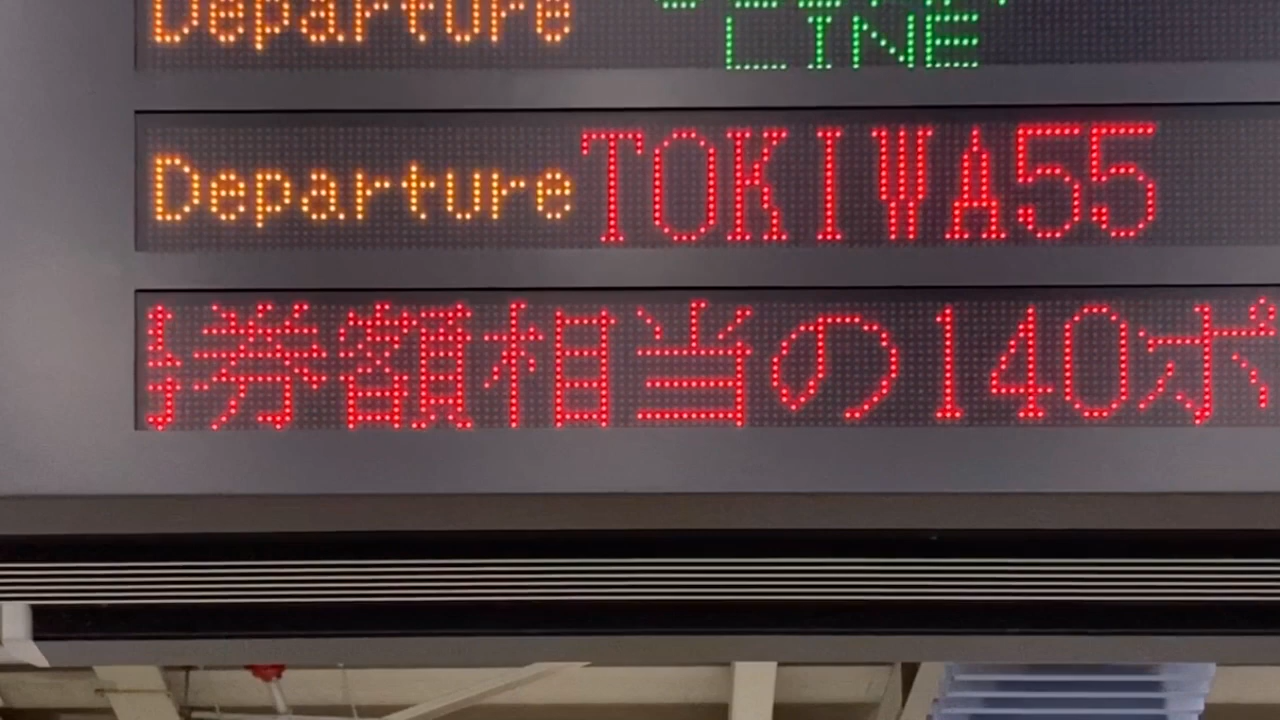 Departure LINE
Departure TOKIWA55
券額相当の140ポ